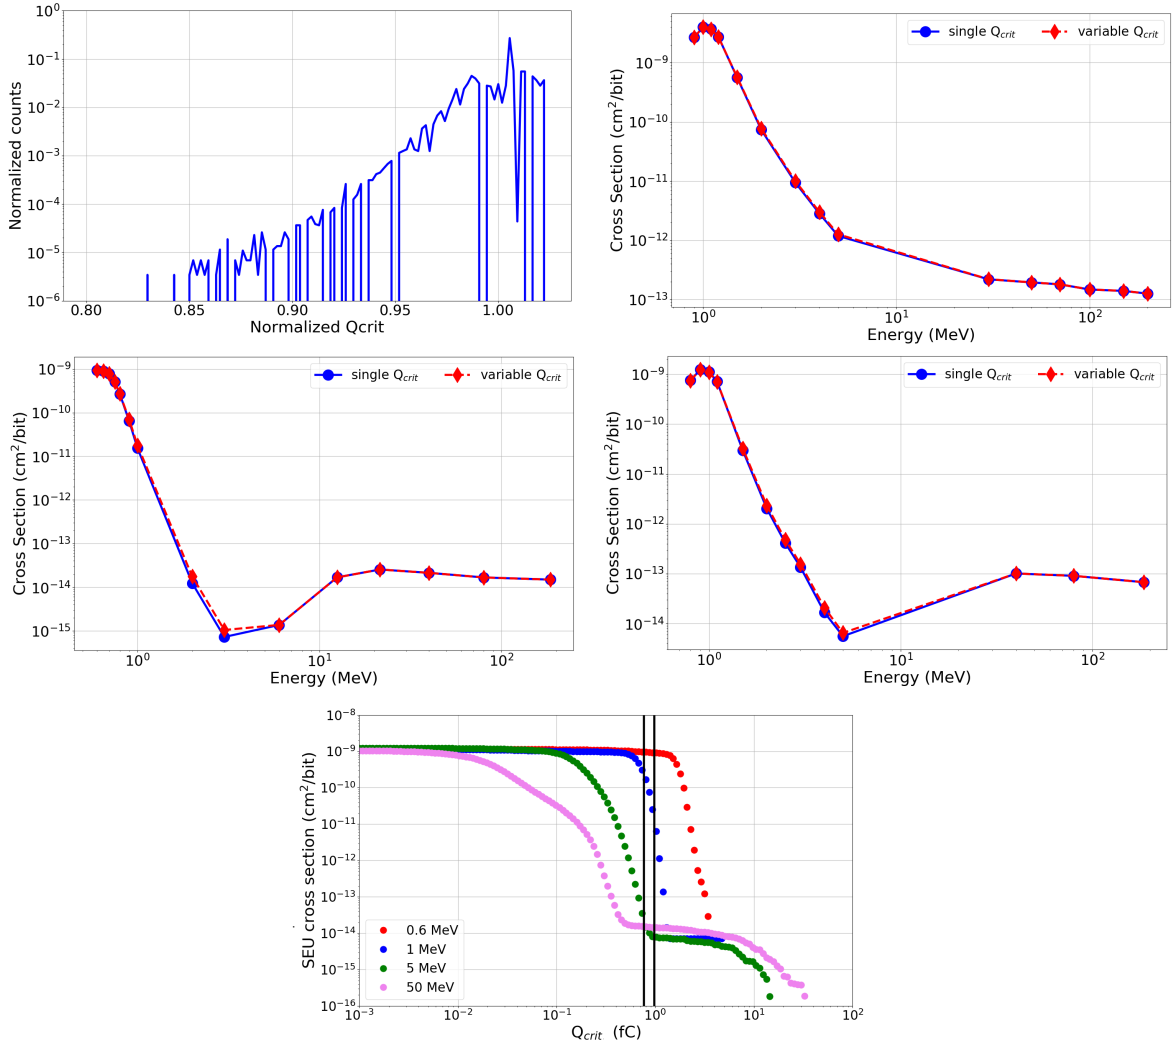 10^0
10^-1
10^-2
10^-3
10^-4
10^-5
10^-6
Normalized counts
0.80 0.85 0.90 0.95 1.00
Normalized Qcrit
single Q_crit variable Q_crit
10^-9
10^-10
10^-11
10^-12
10^-13
Cross Section (cm^2/bit)
10^0 10^1 10^2
Energy (MeV)
single Q_crit variable Q_crit
10^-9
10^-10
10^-11
10^-12
10^-13
10^-14
10^-15
Cross Section (cm^2/bit)
10^0 10^1 10^2
Energy (MeV)
single Q_crit variable Q_crit
10^-9
10^-10
10^-11
10^-12
10^-13
10^-14
Cross Section (cm^2/bit)
10^0 10^1 10^2
Energy (MeV)
10^-8
10^-9
10^-10
10^-11
10^-12
10^-13
10^-14
10^-15
10^-16
SEU cross section (cm^2/bit)
0.6 MeV
1 MeV
5 MeV
50 MeV
10^-3 10^-2 10^-1 10^0 10^1 10^2
Q_crit (fC)